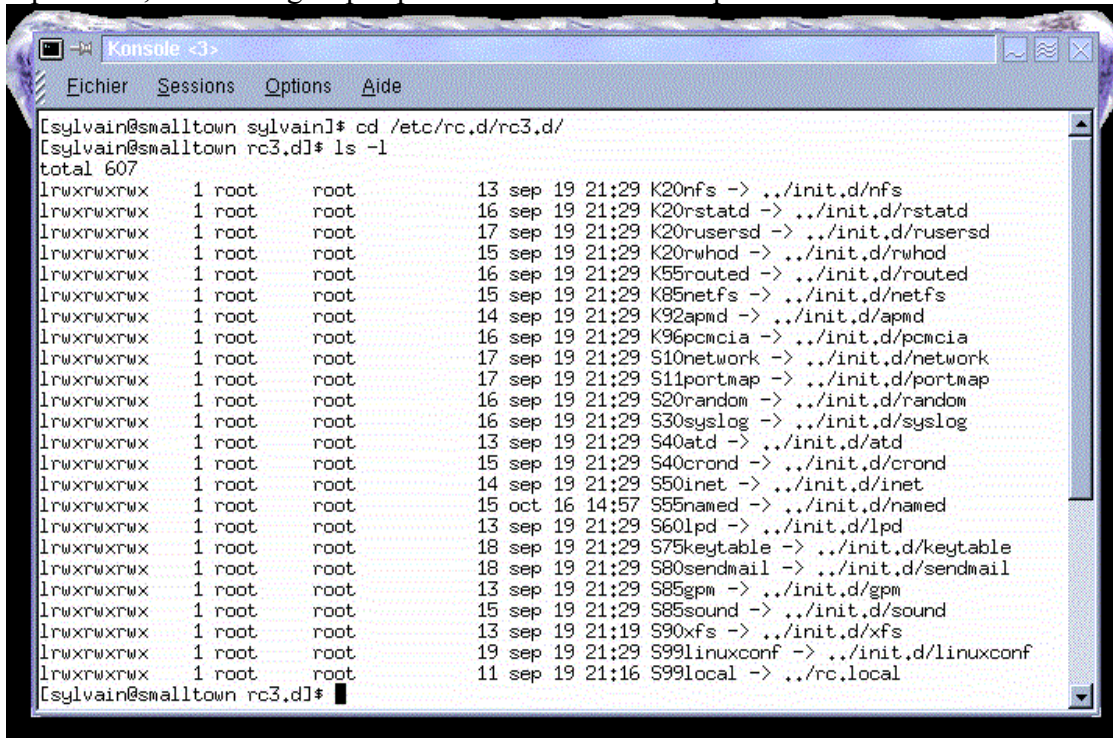 Konsole <3>
Fichier Sessions Options Aide
[sylvain@smalltown sylvain]$ cd /etc/rc.d/rc3.d/
[sylvain@smalltown rc3.d]$ ls -l
total 607
lrwxrwxrwx 1 root root 13 sep 19 21:29 K20nfs -> ../init.d/nfs
lrwxrwxrwx 1 root root 16 sep 19 21:29 K20rstatd -> ../init.d/rstatd
lrwxrwxrwx 1 root root 17 sep 19 21:29 K20rusersd -> ../init.d/rusersd
lrwxrwxrwx 1 root root 15 sep 19 21:29 K20rwhod -> ../init.d/rwhod
lrwxrwxrwx 1 root root 16 sep 19 21:29 K55routed -> ../init.d/routed
lrwxrwxrwx 1 root root 15 sep 19 21:29 K85netfs -> ../init.d/netfs
lrwxrwxrwx 1 root root 14 sep 19 21:29 K92apmd -> ../init.d/apmd
lrwxrwxrwx 1 root root 16 sep 19 21:29 K96pcmcia -> ../init.d/pcmcia
lrwxrwxrwx 1 root root 17 sep 19 21:29 S10network -> ../init.d/network
lrwxrwxrwx 1 root root 17 sep 19 21:29 S11portmap -> ../init.d/portmap
lrwxrwxrwx 1 root root 16 sep 19 21:29 S20random -> ../init.d/random
lrwxrwxrwx 1 root root 16 sep 19 21:29 S30syslog -> ../init.d/syslog
lrwxrwxrwx 1 root root 13 sep 19 21:29 S40atd -> ../init.d/atd
lrwxrwxrwx 1 root root 15 sep 19 21:29 S40crond -> ../init.d/crond
lrwxrwxrwx 1 root root 14 sep 19 21:29 S50inet -> ../init.d/inet
lrwxrwxrwx 1 root root 15 oct 16 14:57 S55named -> ../init.d/named
lrwxrwxrwx 1 root root 13 sep 19 21:29 S60lpd -> ../init.d/lpd
lrwxrwxrwx 1 root root 18 sep 19 21:29 S75keytable -> ../init.d/keytable
lrwxrwxrwx 1 root root 18 sep 19 21:29 S80sendmail -> ../init.d/sendmail
lrwxrwxrwx 1 root root 13 sep 19 21:29 S85gpm -> ../init.d/gpm
lrwxrwxrwx 1 root root 15 sep 19 21:29 S85sound -> ../init.d/sound
lrwxrwxrwx 1 root root 13 sep 19 21:19 S90xfs -> ../init.d/xfs
lrwxrwxrwx 1 root root 19 sep 19 21:29 S99linuxconf -> ../init.d/linuxconf
lrwxrwxrwx 1 root root 11 sep 19 21:16 S99local -> ../rc.local
[sylvain@smalltown rc3.d]$